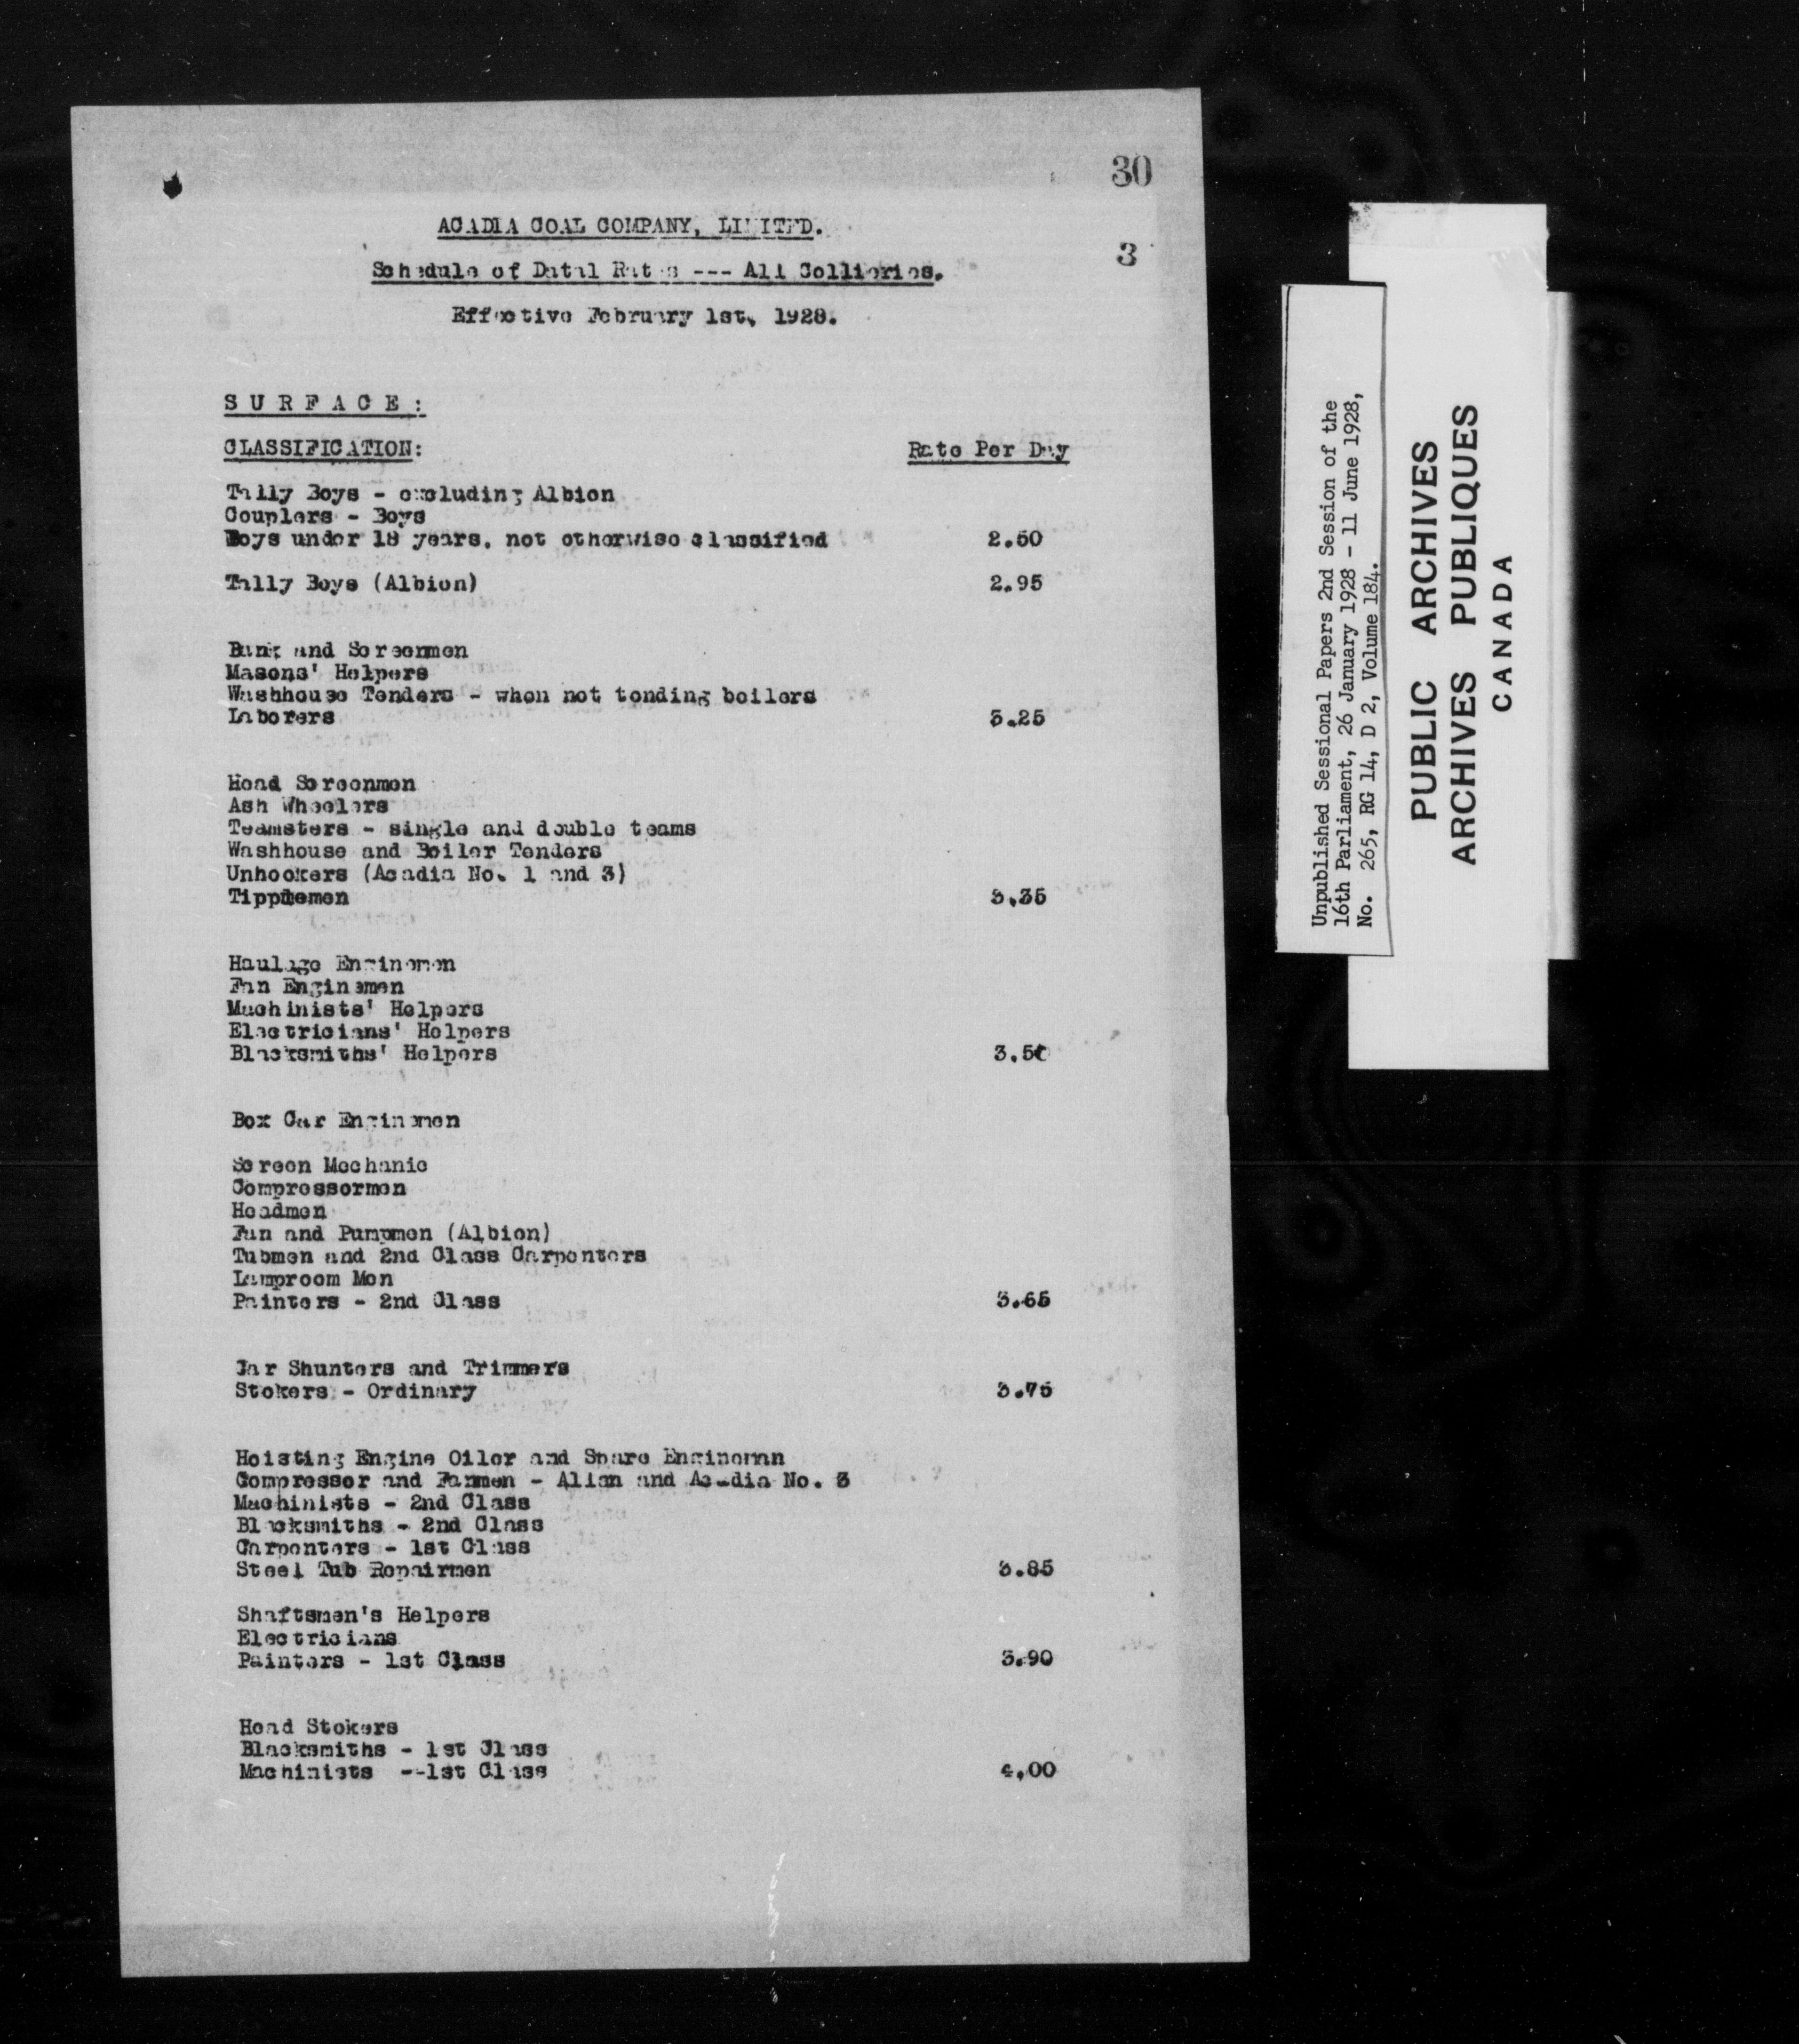 30
ACADIA COAL COMPANY, LIMITED.
3
Schedule of Datal Rates --- All Collieries.
Effective February 1st, 1928.
SURFACE:
CLASSIFICATION: Rate Per Day
Tally Boys - excluding Albion
Couplers - Boys
Boys under 18 years, not otherwise classified 2.50
Tally Boys (Albion) 2.95
Bank and Screenmen
Masons' Helpers
Washhouse Tenders - when not tending boilers
Laborers 3.25
Head Screenmen
Ash Wheelers
Teamsters - single and double teams
Washhouse and Boiler Tenders
Unhookers (Acadia No. 1 and 3)
Tipplemen 3.35
Haulage Enginemen
Fan Enginemen
Machinists' Helpers
Electricians' Helpers
Blacksmiths' Helpers 3.50
Box Car Enginemen
Screen Mechanic
Compressormen
Headmen
Fan and Pumpmen (Albion)
Tubmen and 2nd Class Carpenters
Lamproom Men
Painters - 2nd Class 3.65
Car Shunters and Trimmers
Stokers - Ordinary 3.75
Hoisting Engine Oiler and Spare Engineman
Compressor and Fanmen - Allan and Acadia No. 3
Machinists - 2nd Class
Blacksmiths - 2nd Class
Carpenters - 1st Class
Steel Tub Repairmen 3.85
Shaftsmen's Helpers
Electricians
Painters - 1st Class 3.90
Head Stokers
Blacksmiths - 1st Class
Machinists --1st Class 4.00
Unpublished Sessional Papers 2nd Session of the
16th Parliament, 26 January 1928 - 11 June 1928,
No. 265, RG 14, D 2, Volume 184.
PUBLIC ARCHIVES
ARCHIVES PUBLIQUES
CANADA